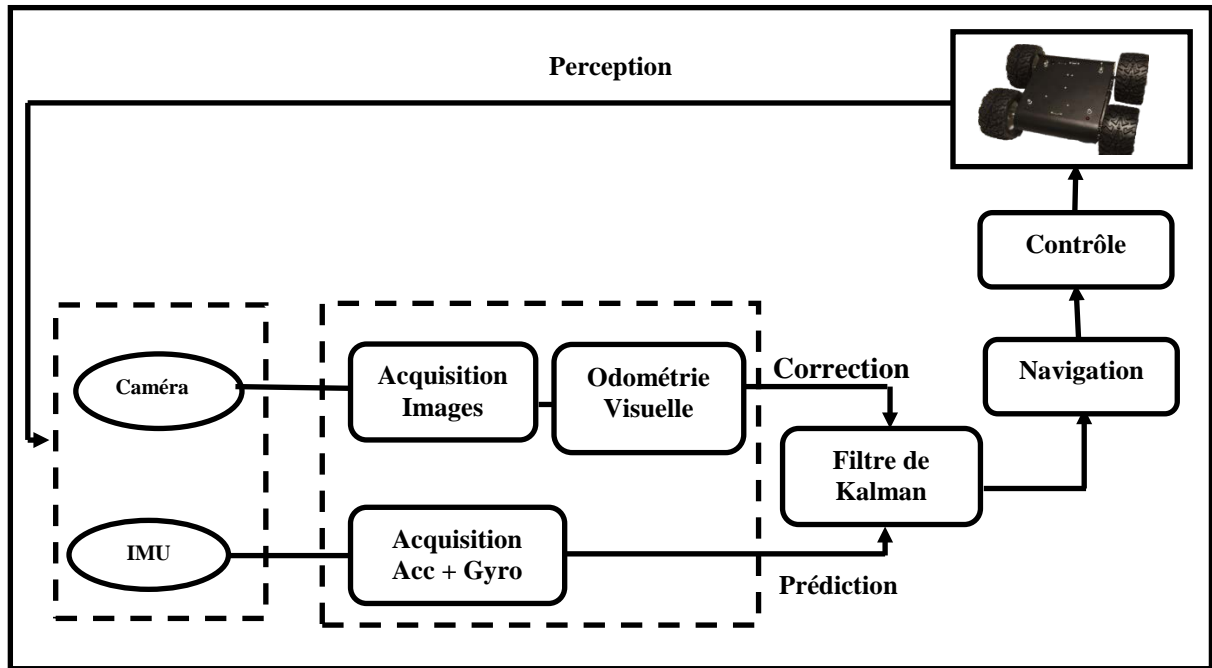 Perception
Contrôle
Caméra
Acquisition
Images
Odométrie
Visuelle
Correction
Navigation
Filtre de
Kalman
IMU
Acquisition
Acc + Gyro
Prédiction